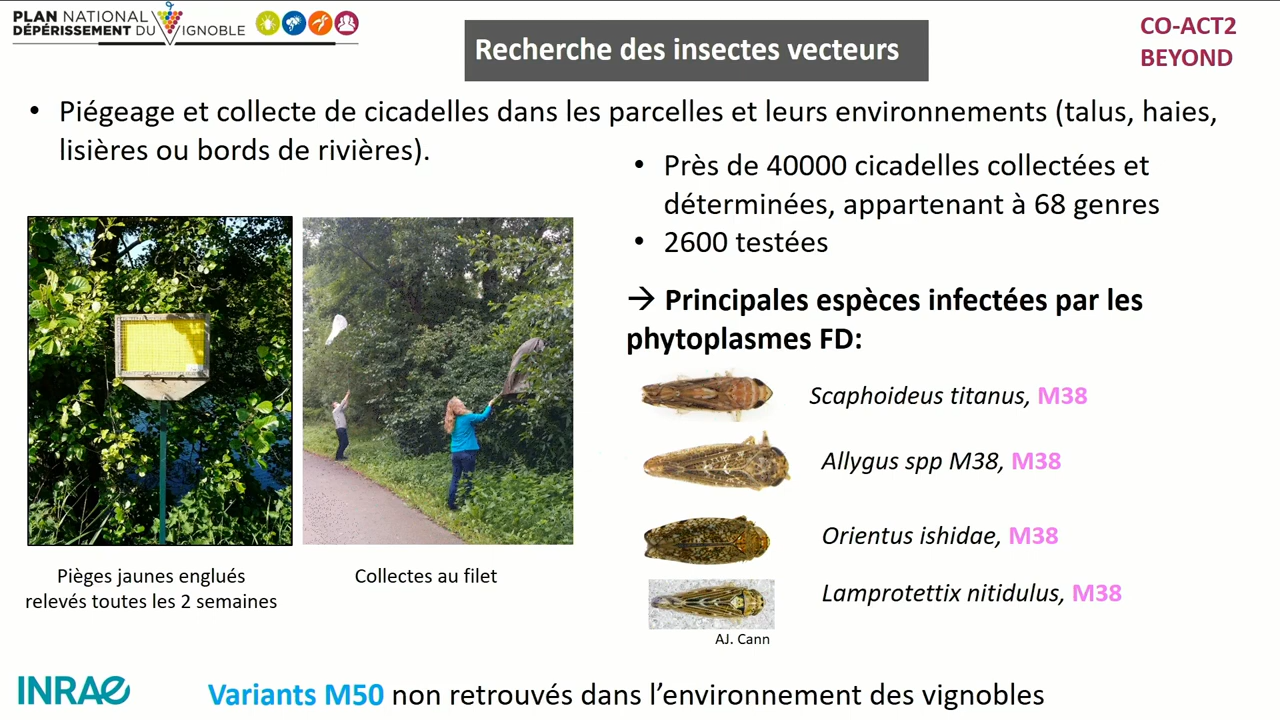 PLAN NATIONAL
DÉPÉRISSEMENT DU VIGNOBLE
Recherche des insectes vecteurs
CO-ACT2
BEYOND
• Piégeage et collecte de cicadelles dans les parcelles et leurs environnements (talus, haies,
lisières ou bords de rivières).
• Près de 40000 cicadelles collectées et
déterminées, appartenant à 68 genres
• 2600 testées
→ Principales espèces infectées par les
phytoplasmes FD:
Scaphoideus titanus, M38
Allygus spp M38, M38
Orientus ishidae, M38
Lamprotettix nitidulus, M38
AJ. Cann
Pièges jaunes englués
relevés toutes les 2 semaines
Collectes au filet
INRAE
Variants M50 non retrouvés dans l’environnement des vignobles